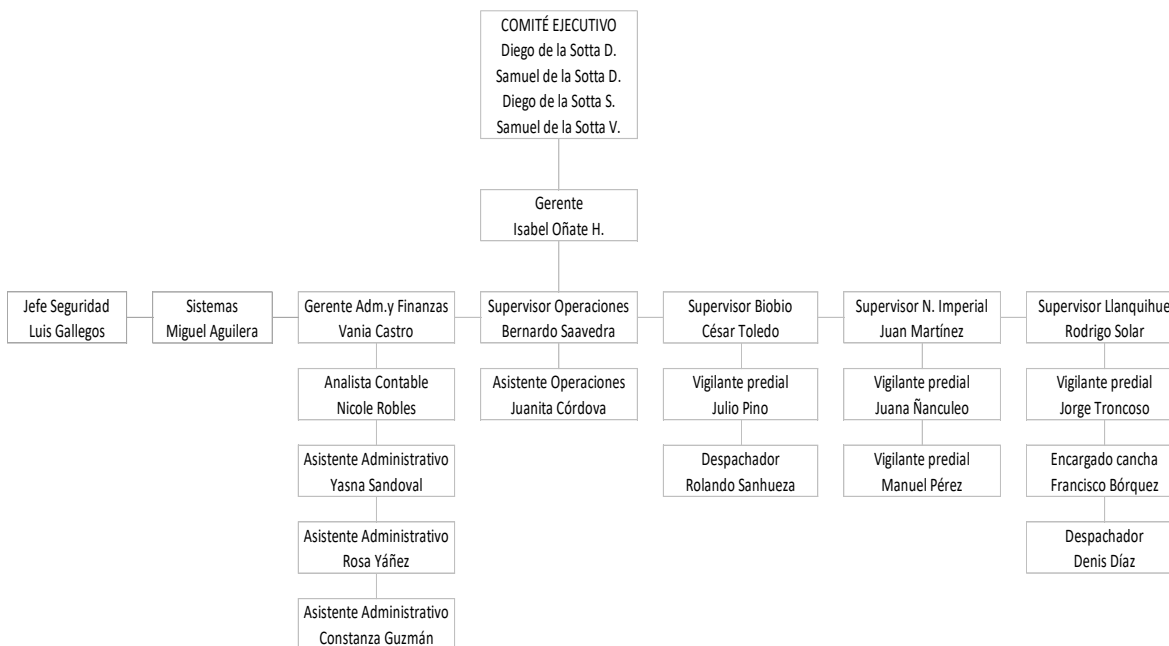 COMITÉ EJECUTIVO
Diego de la Sotta D.
Samuel de la Sotta D.
Diego de la Sotta S.
Samuel de la Sotta V.
Gerente
Isabel Oñate H.
Jefe Seguridad
Luis Gallegos
Sistemas
Miguel Aguilera
Gerente Adm.y Finanzas
Vania Castro
Supervisor Operaciones
Bernardo Saavedra
Supervisor Biobio
César Toledo
Supervisor N. Imperial
Juan Martínez
Supervisor Llanquihue
Rodrigo Solar
Analista Contable
Nicole Robles
Asistente Operaciones
Juanita Córdova
Vigilante predial
Julio Pino
Vigilante predial
Juana Ñanculeo
Vigilante predial
Jorge Troncoso
Asistente Administrativo
Yasna Sandoval
Despachador
Rolando Sanhueza
Vigilante predial
Manuel Pérez
Encargado cancha
Francisco Bórquez
Asistente Administrativo
Rosa Yáñez
Despachador
Denis Díaz
Asistente Administrativo
Constanza Guzmán